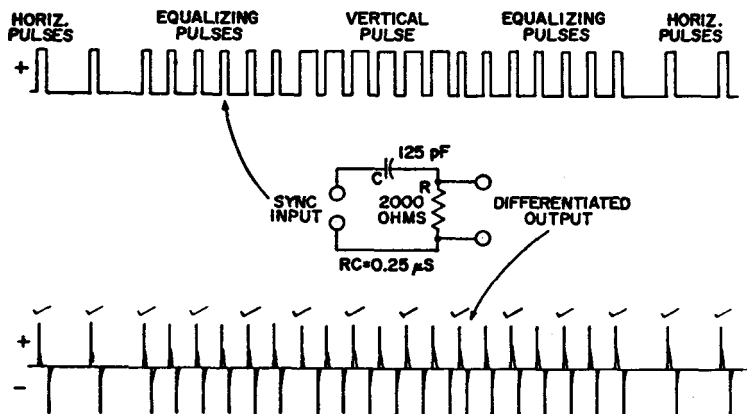 HORIZ.
PULSES
EQUALIZING
PULSES
VERTICAL
PULSE
EQUALIZING
PULSES
HORIZ.
PULSES
+
125 pF
C
R
2000
OHMS
SYNC
INPUT
DIFFERENTIATED
OUTPUT
RC=0.25 µS
+
−